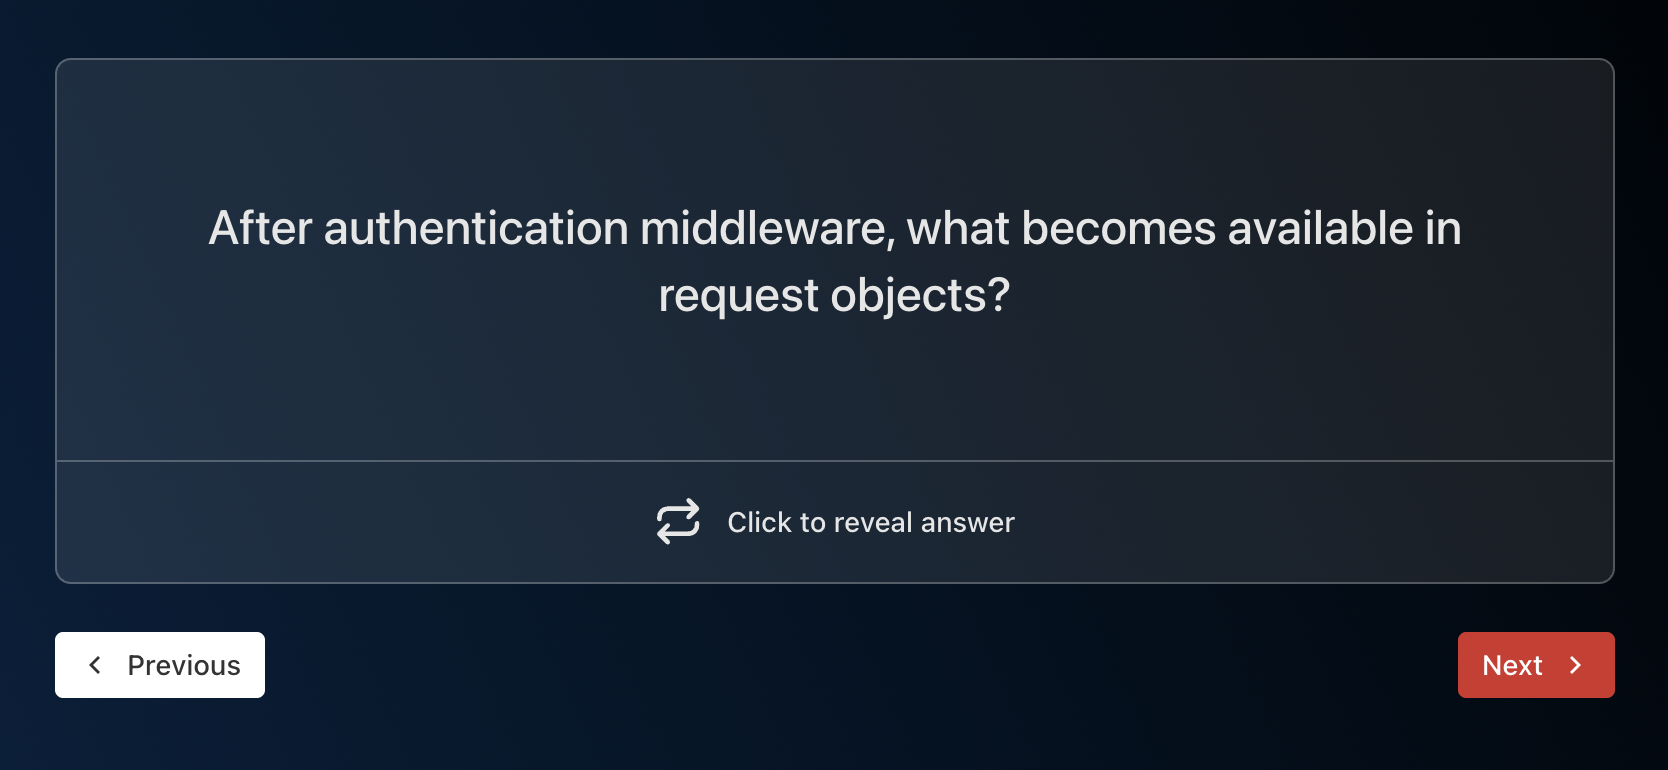 After authentication middleware, what becomes available in
request objects?
Click to reveal answer
Previous
Next